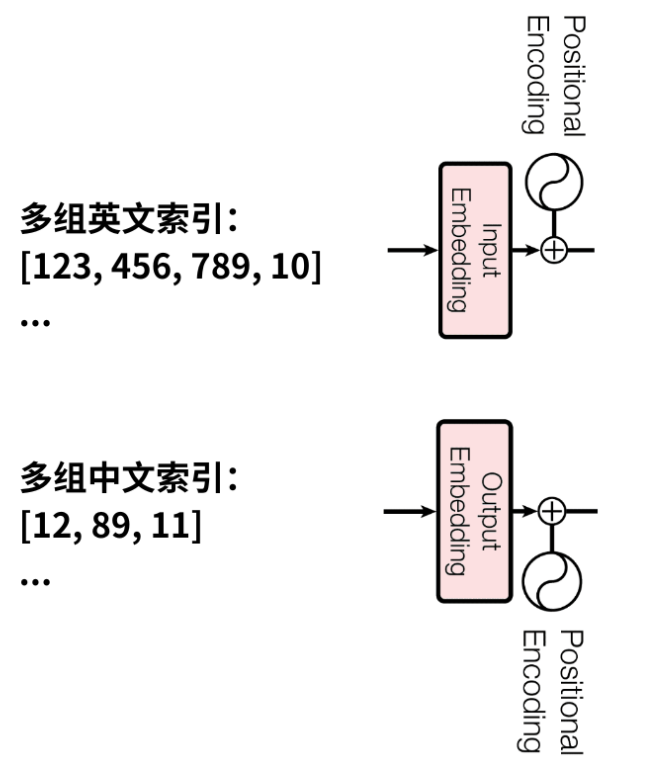 Positional
Encoding
多组英文索引：
[123, 456, 789, 10]
...
Input
Embedding
多组中文索引：
[12, 89, 11]
...
Output
Embedding
Positional
Encoding